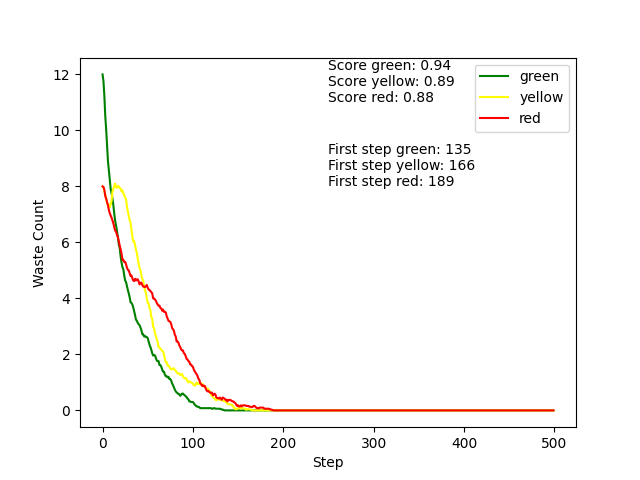 Score green: 0.94
Score yellow: 0.89
Score red: 0.88
First step green: 135
First step yellow: 166
First step red: 189
green
yellow
red
Waste Count
12
10
8
6
4
2
0
0 100 200 300 400 500
Step